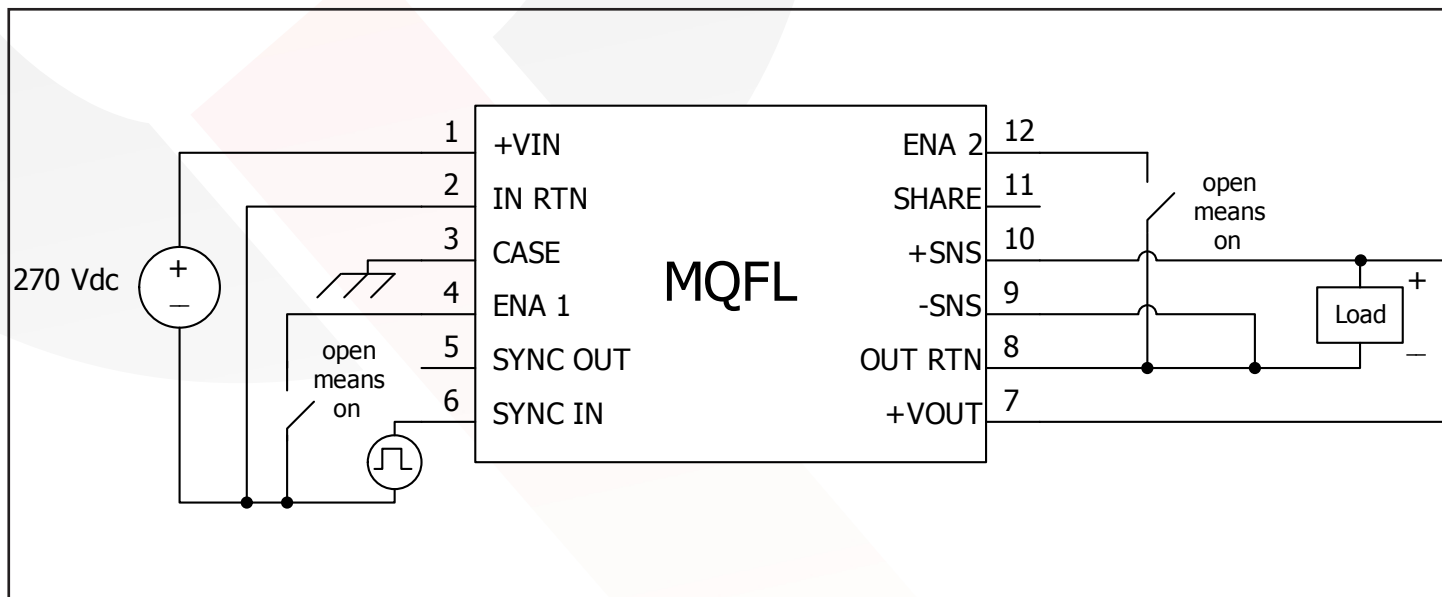 1 +VIN
2 IN RTN
3 CASE
4 ENA 1
5 SYNC OUT
6 SYNC IN
270 Vdc
+
—
open
means
on
MQFL
ENA 2 12
SHARE 11
+SNS 10
-SNS 9
OUT RTN 8
+VOUT 7
open
means
on
Load
+
—